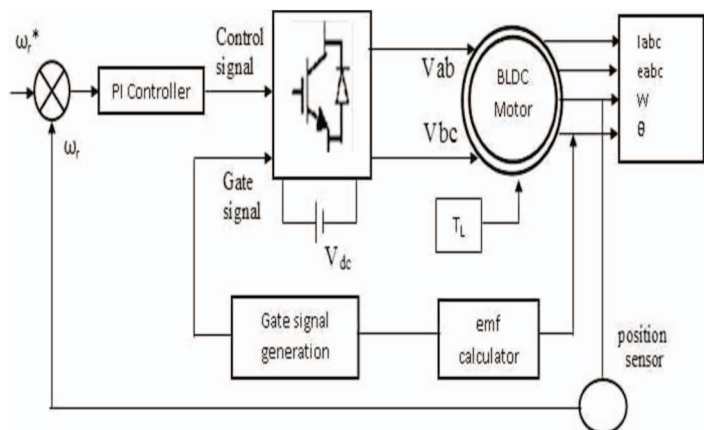 ωr*
Control
signal
PI Controller
ωr
Gate
signal
Vdc
Vab
Vbc
BLDC
Motor
TL
Iabc
eabc
W
θ
Gate signal
generation
emf
calculator
position
sensor